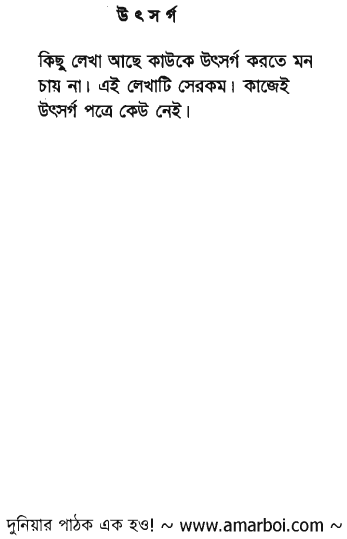 উৎসর্গ
কিছু লেখা আছে কাউকে উৎসর্গ করতে মন
চায় না। এই লেখাটি সেরকম। কাজেই
উৎসর্গ পত্রে কেউ নেই।
দুনিয়ার পাঠক এক হও! ~ www.amarboi.com ~